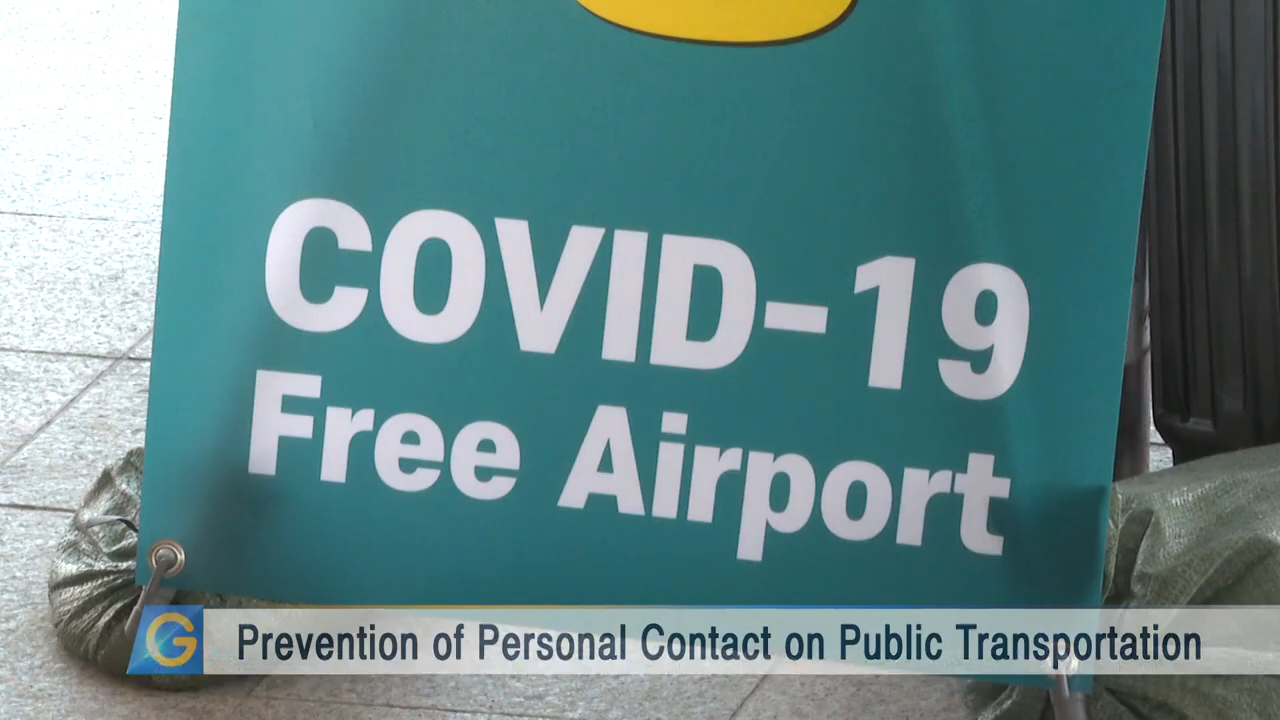 COVID-19
Free Airport
G Prevention of Personal Contact on Public Transportation